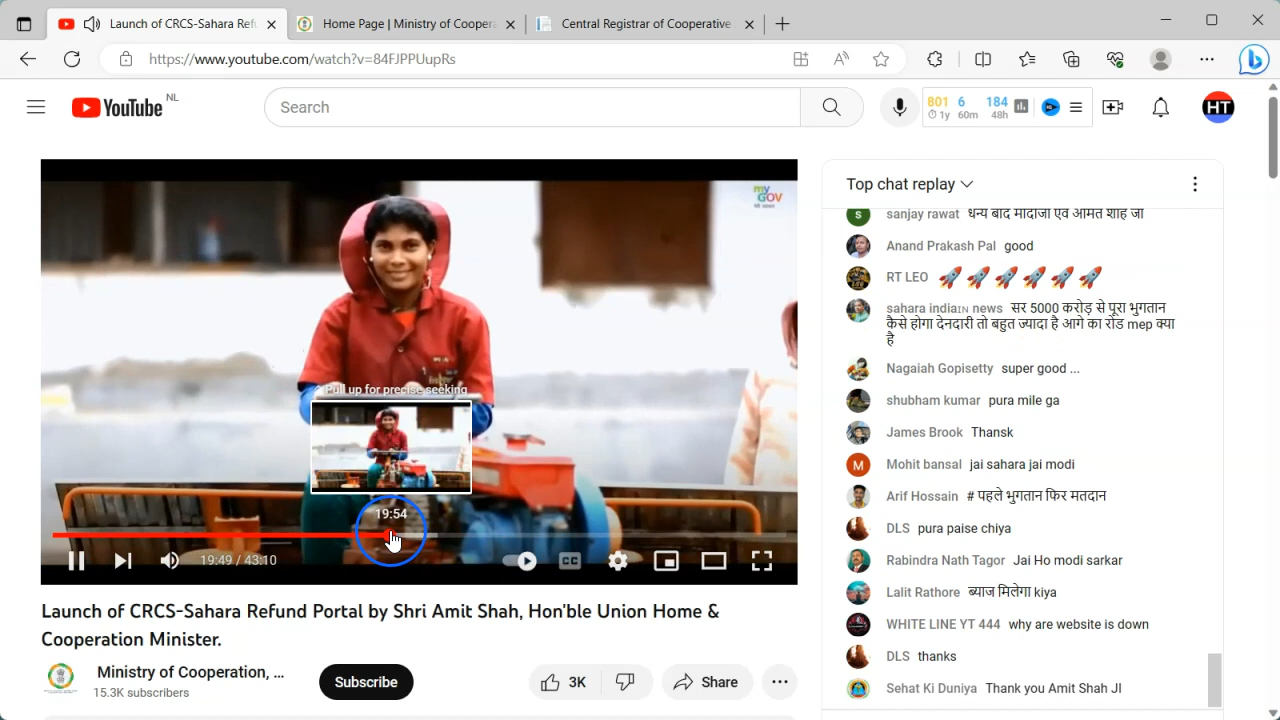 Launch of CRCS-Sahara Refu
Home Page | Ministry of Coopera
Central Registrar of Cooperative
https://www.youtube.com/watch?v=84FJPPUupRs
YouTube NL
Search
801 6 184
1y 60m 48h
HT
my GOV
Pull up for precise seeking
19:54
19:49 / 43:10
CC
Launch of CRCS-Sahara Refund Portal by Shri Amit Shah, Hon'ble Union Home &
Cooperation Minister.
Ministry of Cooperation, ...
15.3K subscribers
Subscribe
3K
Share
Top chat replay
S sanjay rawat धन्य बाद मोदीजी एवं अमित शाह जी
Anand Prakash Pal good
RT LEO 🚀🚀🚀🚀🚀🚀
sahara indiaɪɴ news सर 5000 करोड़ से पूरा भुगतान
कैसे होगा देनदारी तो बहुत ज्यादा है आगे का रोड mep क्या
है
Nagaiah Gopisetty super good ...
shubham kumar pura mile ga
James Brook Thansk
M Mohit bansal jai sahara jai modi
Arif Hossain # पहले भुगतान फिर मतदान
DLS pura paise chiya
Rabindra Nath Tagor Jai Ho modi sarkar
Lalit Rathore ब्याज मिलेगा kiya
WHITE LINE YT 444 why are website is down
DLS thanks
Sehat Ki Duniya Thank you Amit Shah JI